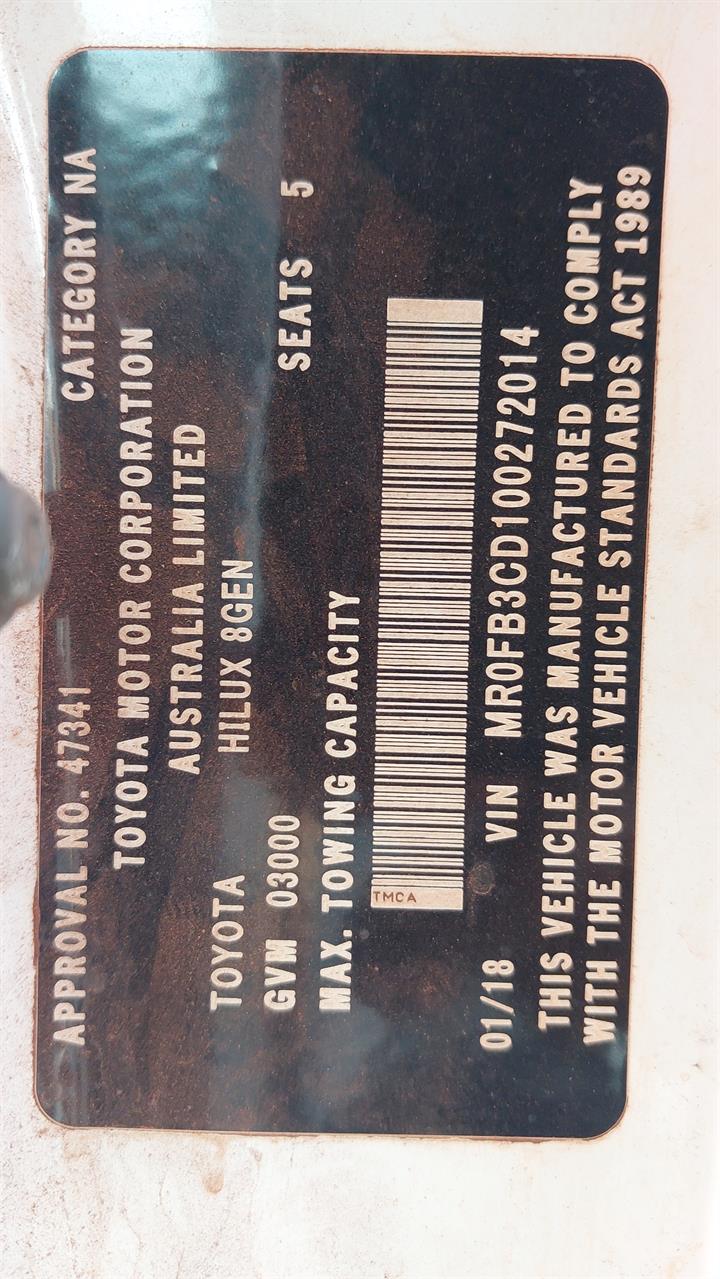 APPROVAL NO. 47341 CATEGORY NA
TOYOTA MOTOR CORPORATION
AUSTRALIA LIMITED
TOYOTA HILUX 8GEN
GVM 03000 SEATS 5
MAX. TOWING CAPACITY
TMCA
01/18 VIN MR0FB3CD100272014
THIS VEHICLE WAS MANUFACTURED TO COMPLY
WITH THE MOTOR VEHICLE STANDARDS ACT 1989